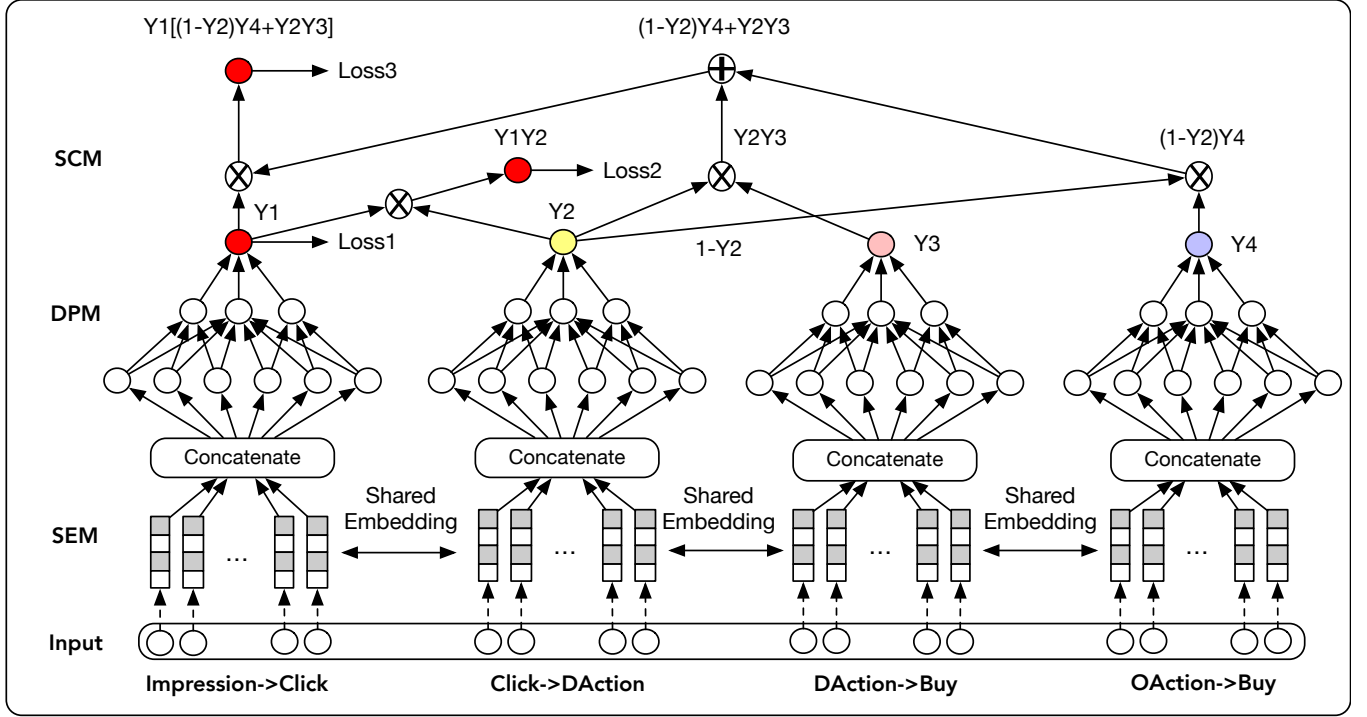 Y1[(1-Y2)Y4+Y2Y3]
(1-Y2)Y4+Y2Y3
Loss3
SCM
Y1Y2
Y2Y3
(1-Y2)Y4
Loss2
Y1
Y2
Loss1
1-Y2
Y3
Y4
DPM
Concatenate
Concatenate
Concatenate
Concatenate
Shared
Embedding
Shared
Embedding
Shared
Embedding
SEM
...
...
...
...
Input
Impression->Click
Click->DAction
DAction->Buy
OAction->Buy